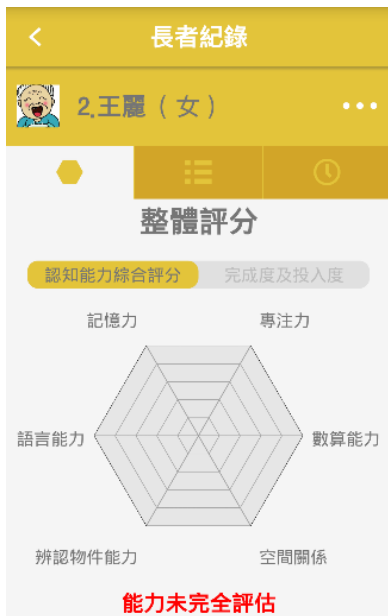 長者紀錄
2.王麗（女）
整體評分
認知能力綜合評分 完成度及投入度
記憶力 專注力
語言能力 數算能力
辨認物件能力 空間關係
能力未完全評估